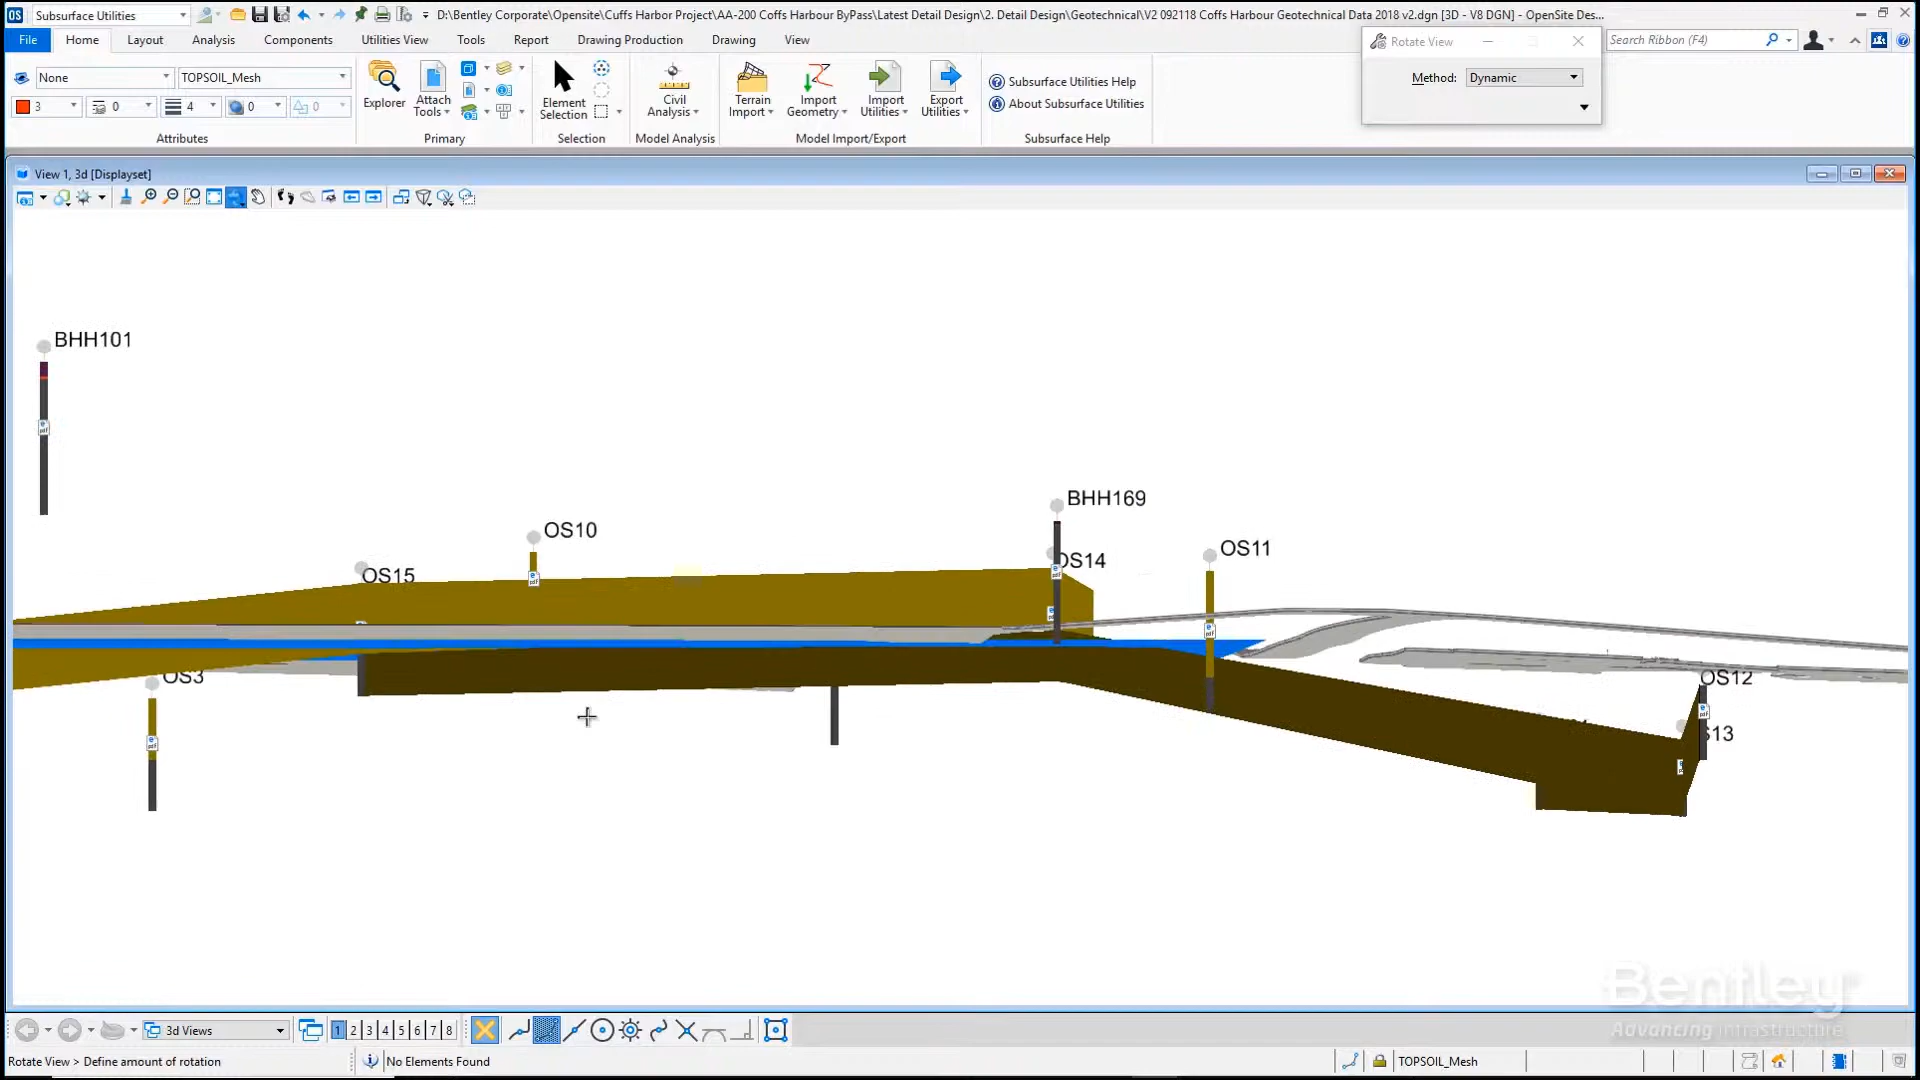 OS Subsurface Utilities D:\Bentley Corporate\Opensite\Cuffs Harbor Project\AA-200 Coffs Harbour ByPass\Latest Detail Design\2. Detail Design\Geotechnical\V2 092118 Coffs Harbour Geotechnical Data 2018 v2.dgn [3D - V8 DGN] - OpenSite Des...
File Home Layout Analysis Components Utilities View Tools Report Drawing Production Drawing View
Rotate View
Search Ribbon (F4)
Method: Dynamic
None TOPSOIL_Mesh
3 0 4 0 0
Attributes
Explorer
Attach Tools
Primary
Element Selection
Selection
Civil Analysis
Model Analysis
Terrain Import
Import Geometry
Import Utilities
Export Utilities
Model Import/Export
Subsurface Utilities Help
About Subsurface Utilities
Subsurface Help
View 1, 3d [Displayset]
BHH101
BHH169
OS10
OS11
OS14
OS15
OS3
OS12
S13
Bentley
Advancing Infrastructure
3d Views 1 2 3 4 5 6 7 8
Rotate View > Define amount of rotation
No Elements Found
TOPSOIL_Mesh